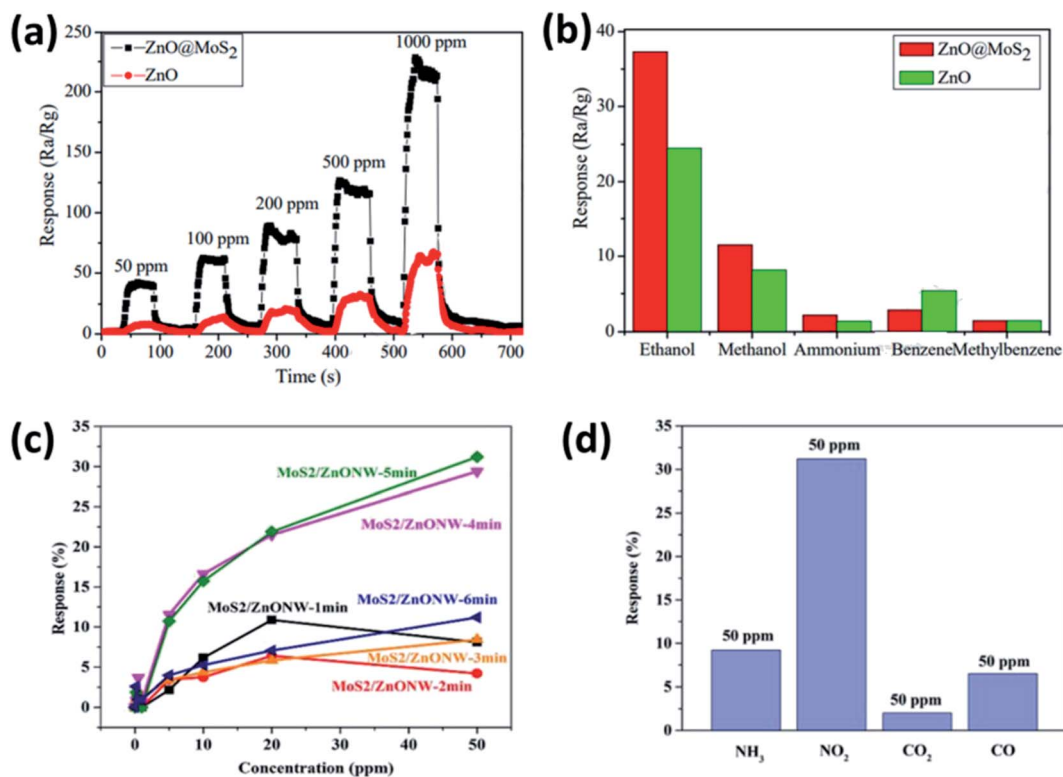 (a)
ZnO@MoS₂
ZnO
Response (Ra/Rg)
250
200
150
100
50
0
50 ppm
100 ppm
200 ppm
500 ppm
1000 ppm
0 100 200 300 400 500 600 700
Time (s)
(b)
ZnO@MoS₂
ZnO
Response (Ra/Rg)
40
30
20
10
0
Ethanol Methanol Ammonium Benzene Methylbenzene
(c)
Response (%)
35
30
25
20
15
10
5
0
MoS2/ZnONW-5min
MoS2/ZnONW-4min
MoS2/ZnONW-6min
MoS2/ZnONW-1min
MoS2/ZnONW-3min
MoS2/ZnONW-2min
0 10 20 30 40 50
Concentration (ppm)
(d)
Response (%)
35
30
25
20
15
10
5
0
50 ppm
50 ppm
50 ppm
50 ppm
NH₃ NO₂ CO₂ CO